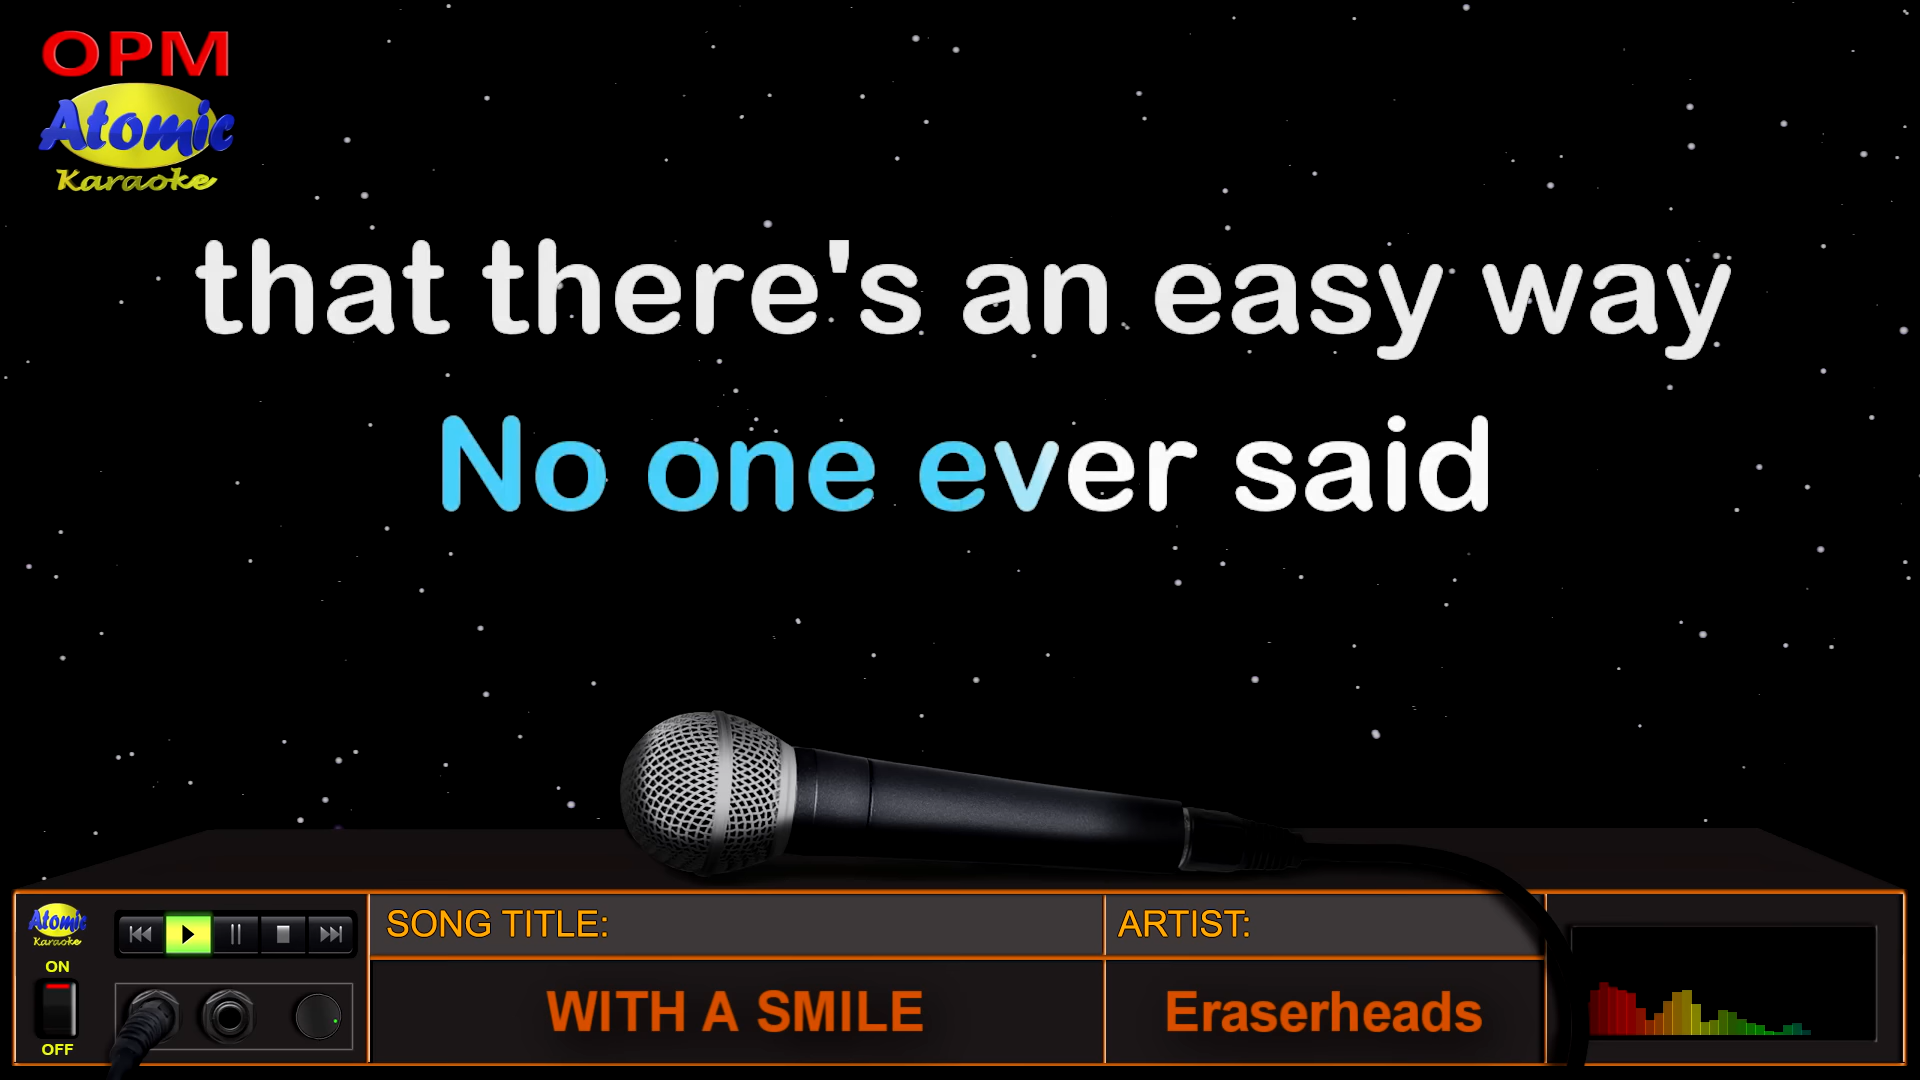 OPM
Atomic
Karaoke
that there's an easy way
No one ever said
Atomic
Karaoke
ON
OFF
SONG TITLE:
WITH A SMILE
ARTIST:
Eraserheads